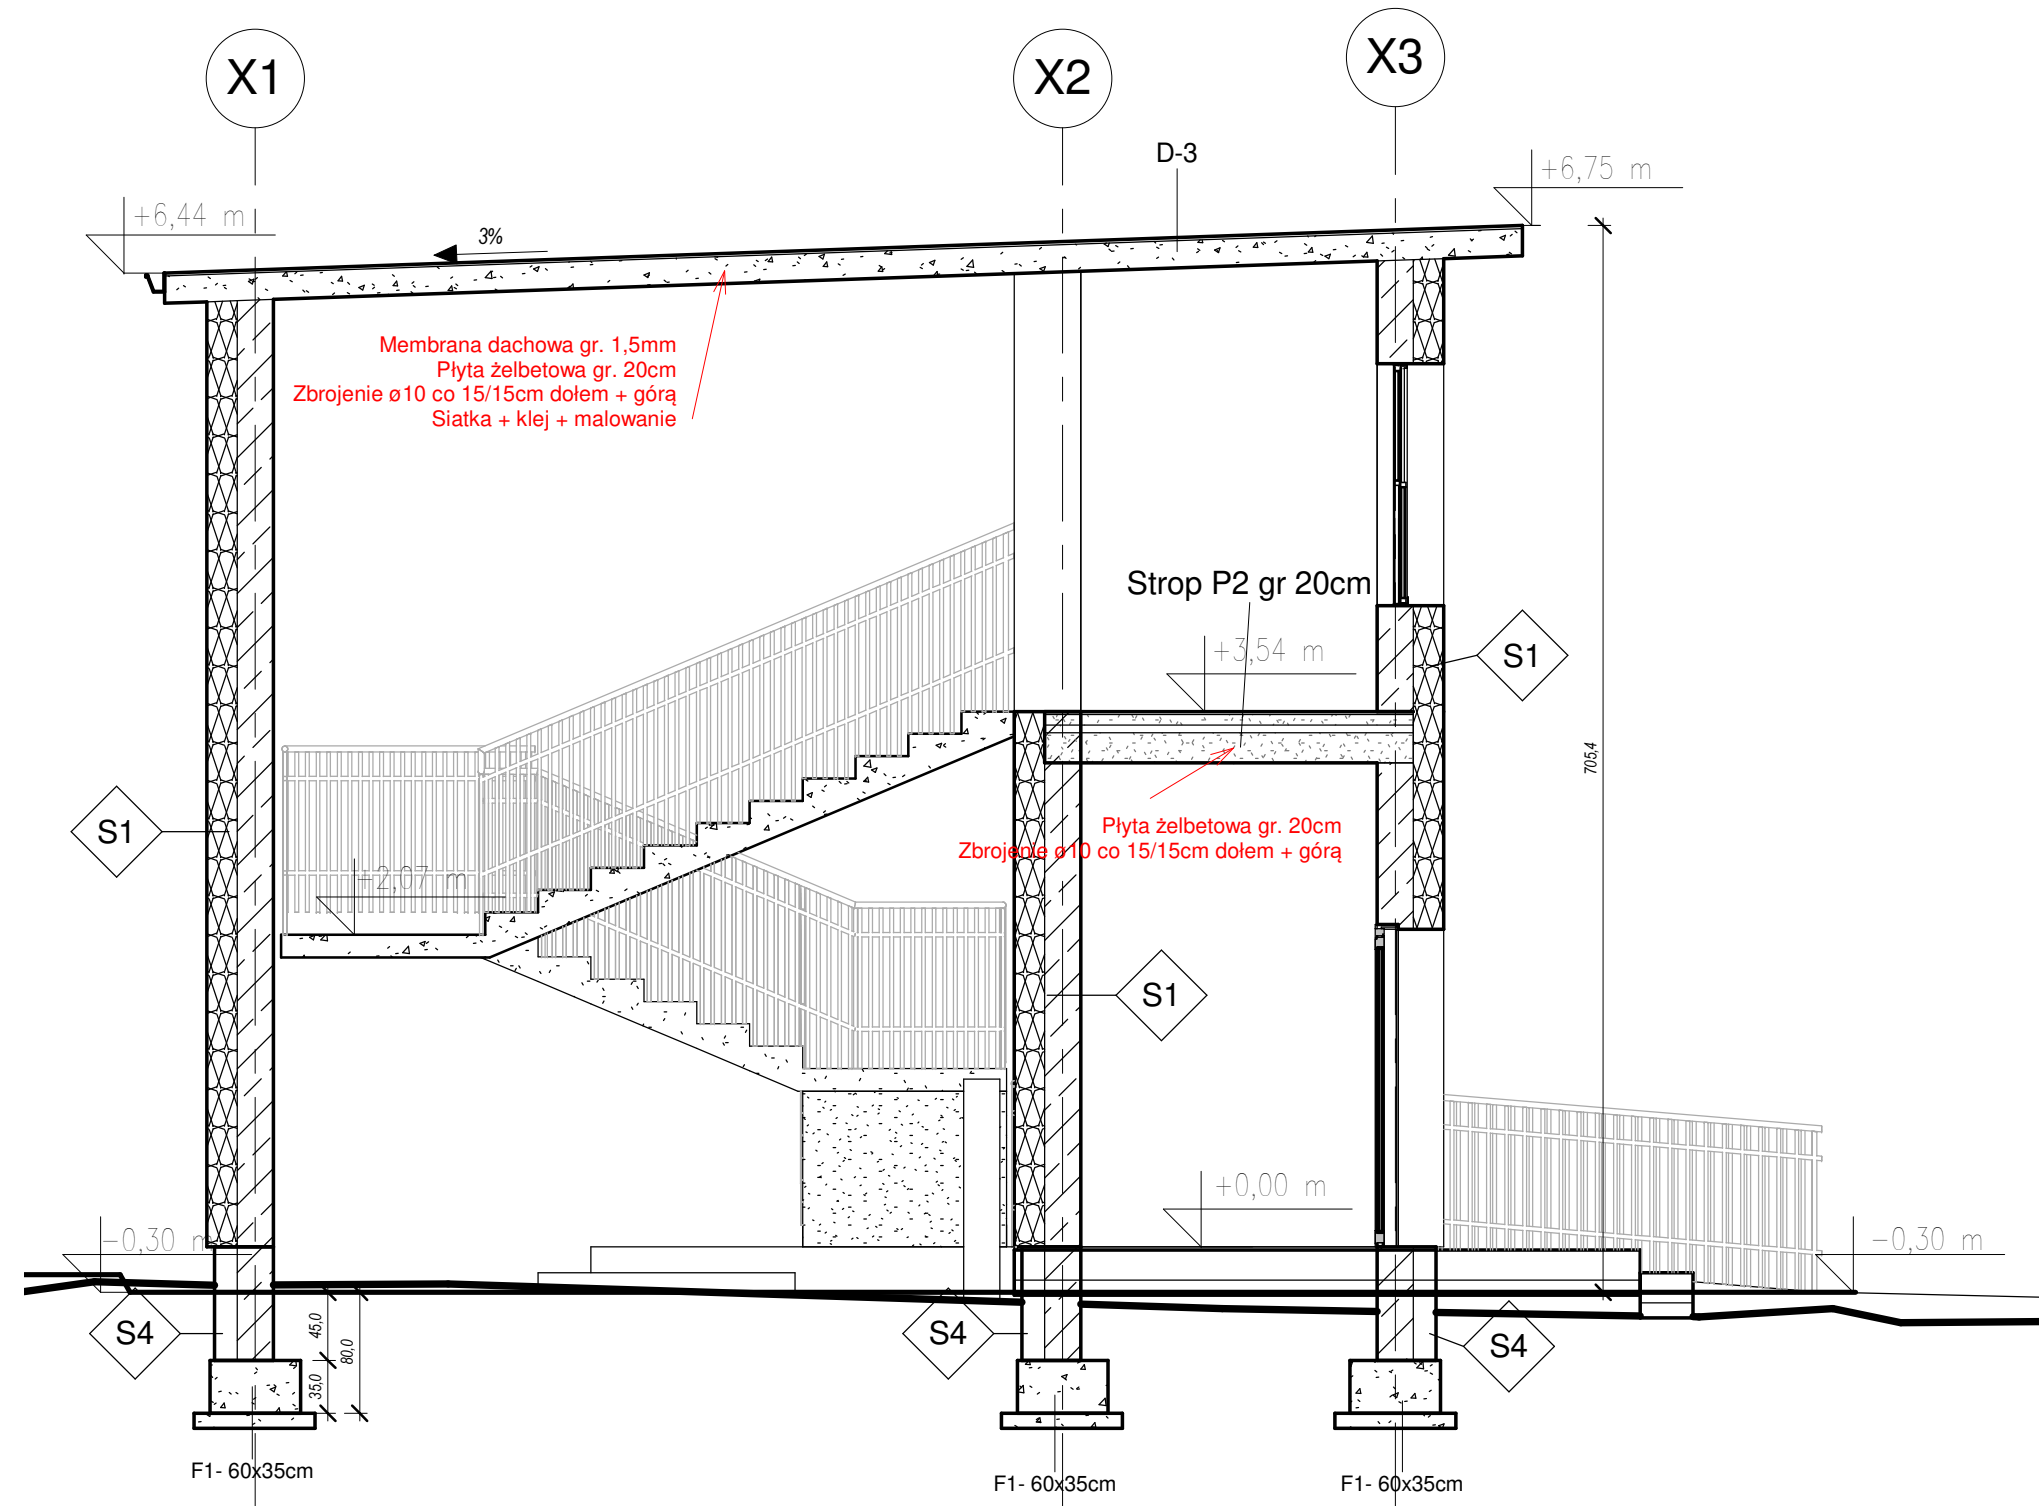 X1
X2
X3
D-3
+6,75 m
+6,44 m
3%
Membrana dachowa gr. 1,5mm
Płyta żelbetowa gr. 20cm
Zbrojenie ø10 co 15/15cm dołem + górą
Siatka + klej + malowanie
Strop P2 gr 20cm
+3,54 m
S1
705,4
S1
Płyta żelbetowa gr. 20cm
Zbrojenie ø10 co 15/15cm dołem + górą
+2,07 m
S1
+0,00 m
-0,30 m
-0,30 m
S4
45,0
80,0
35,0
S4
S4
F1- 60x35cm
F1- 60x35cm
F1- 60x35cm